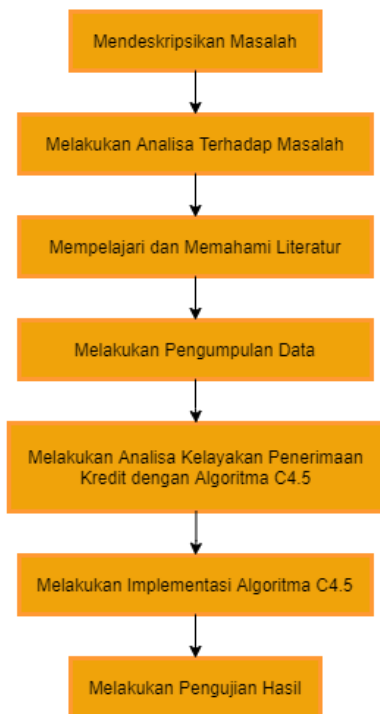 Mendeskripsikan Masalah
Melakukan Analisa Terhadap Masalah
Mempelajari dan Memahami Literatur
Melakukan Pengumpulan Data
Melakukan Analisa Kelayakan Penerimaan
Kredit dengan Algoritma C4.5
Melakukan Implementasi Algoritma C4.5
Melakukan Pengujian Hasil